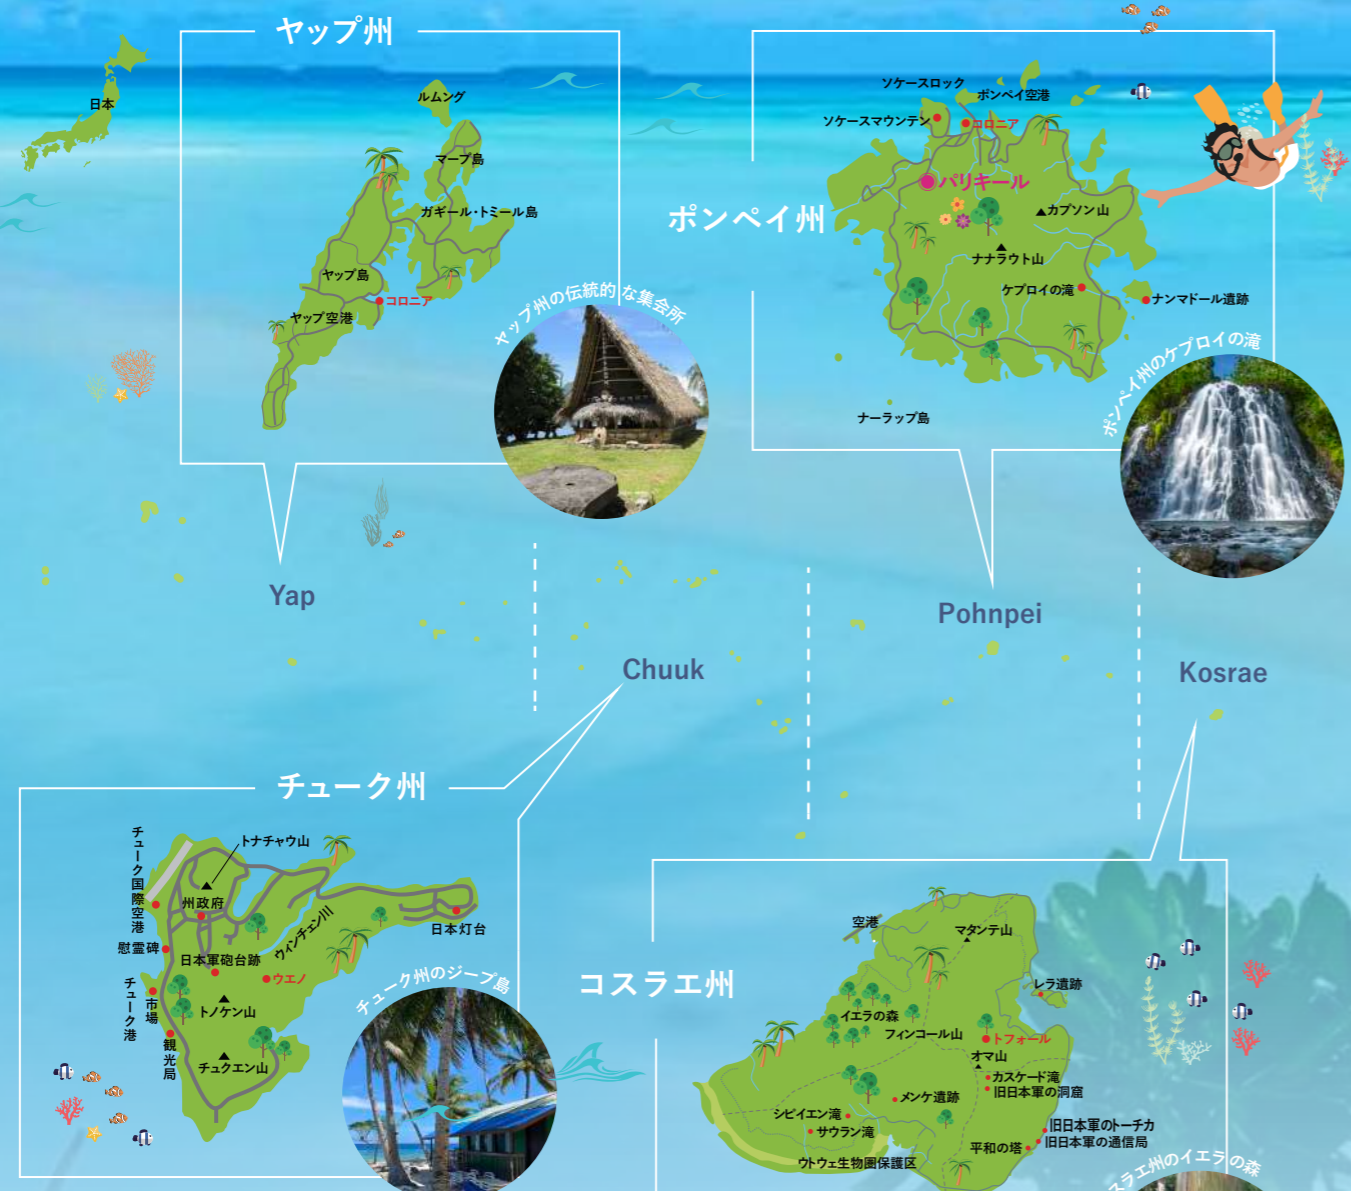 ヤップ州
日本
ルムング
マープ島
ガギール・トミール島
ヤップ島
コロニア
ヤップ空港
ヤップ州の伝統的な集会所
ポンペイ州
ソケースロック
ポンペイ空港
ソケースマウンテン
コロニア
パリキール
カプソン山
ナナラウト山
ケプロイの滝
ナンマドール遺跡
ナーラップ島
ポンペイ州のケプロイの滝
Yap
Chuuk
Pohnpei
Kosrae
チューク州
チューク国際空港
トナチャウ山
州政府
ウィンチェン川
日本灯台
慰霊碑
日本軍砲台跡
ウエノ
チューク港
市場
トノケン山
観光局
チュクエン山
チューク州のジープ島
コスラエ州
空港
マタンテ山
レラ遺跡
イエラの森
フィンコール山
トフォール
オマ山
カスケード滝
旧日本軍の洞窟
メンケ遺跡
シピイエン滝
サウラン滝
旧日本軍のトーチカ
旧日本軍の通信局
平和の塔
ウトウェ生物圏保護区
スラエ州のイエラの森